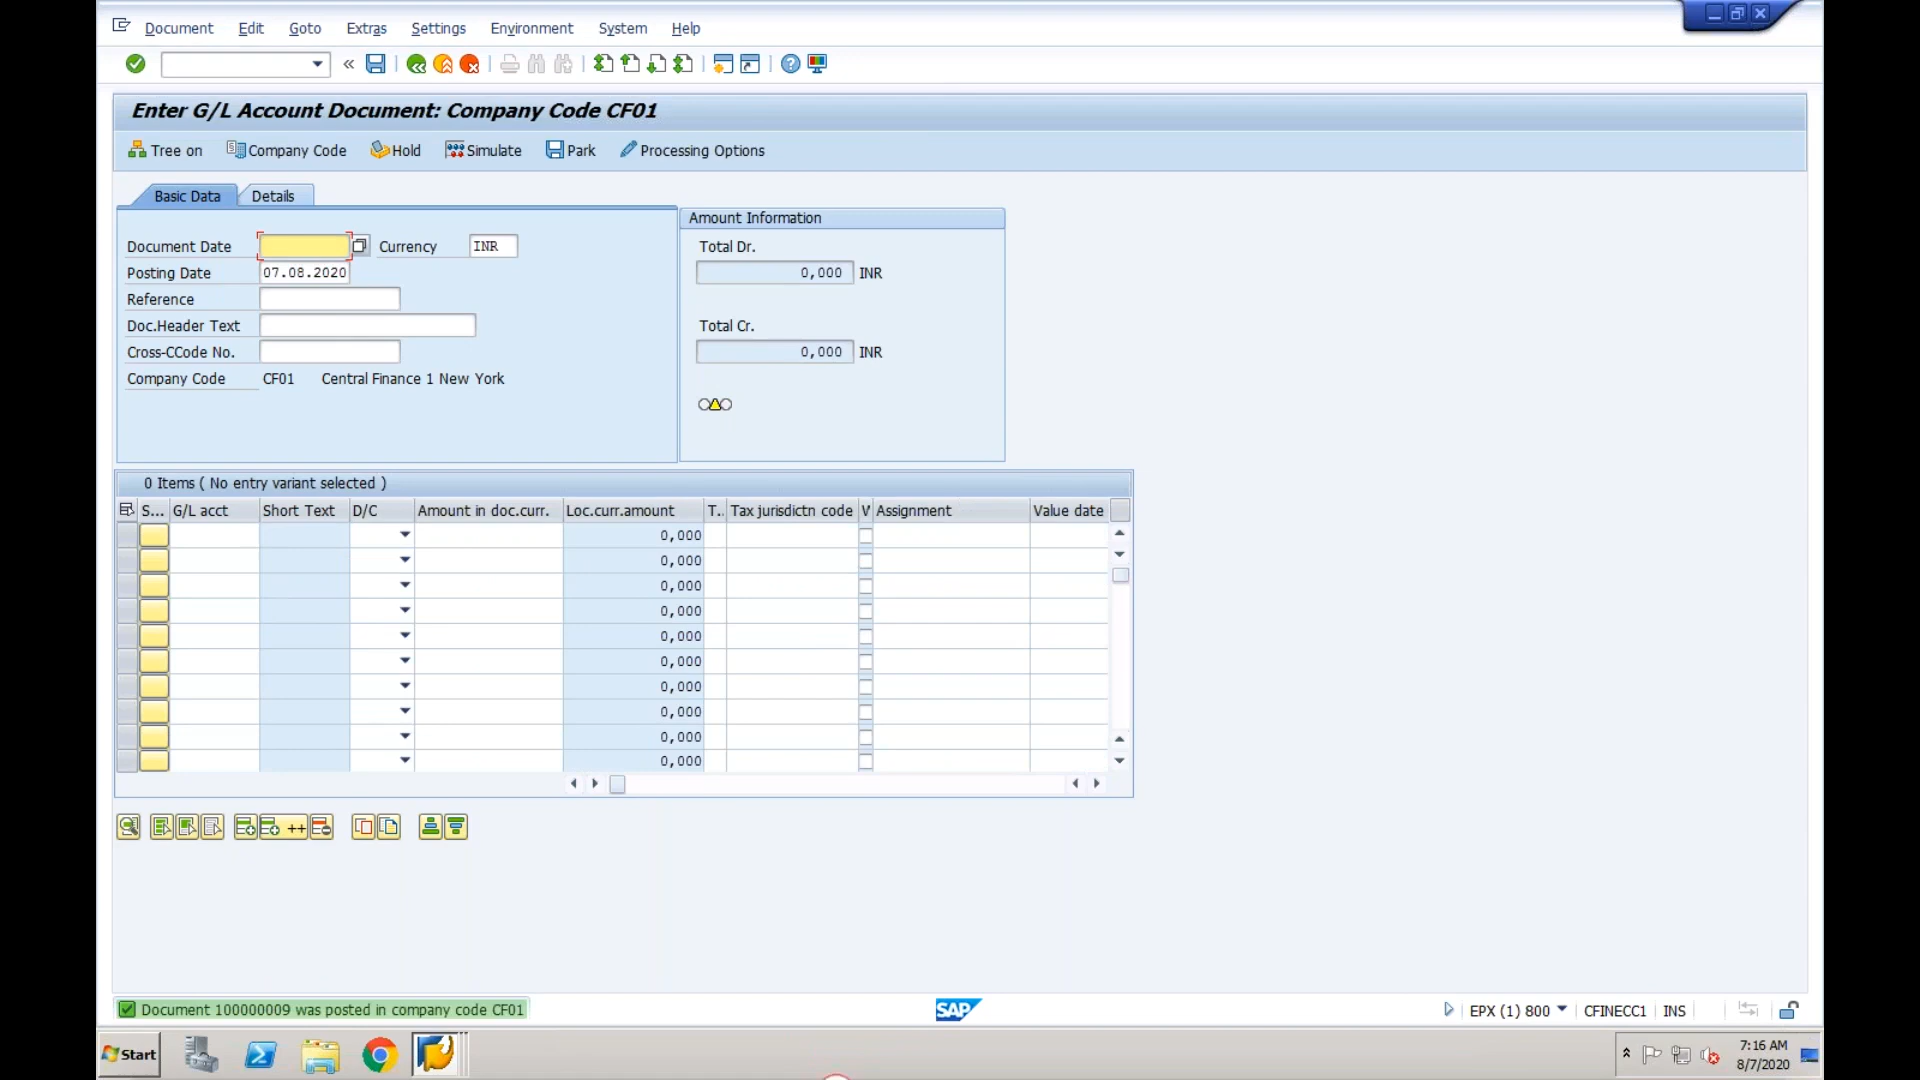 Document Edit Goto Extras Settings Environment System Help
Enter G/L Account Document: Company Code CF01
Tree on Company Code Hold Simulate Park Processing Options
Basic Data Details
Amount Information
Document Date Currency INR
Total Dr.
Posting Date 07.08.2020
0,000 INR
Reference
Doc.Header Text
Total Cr.
Cross-CCode No.
0,000 INR
Company Code CF01 Central Finance 1 New York
0 Items ( No entry variant selected )
S... G/L acct Short Text D/C Amount in doc.curr. Loc.curr.amount T.. Tax jurisdictn code V Assignment Value date
0,000
0,000
0,000
0,000
0,000
0,000
0,000
0,000
0,000
0,000
++
Document 100000009 was posted in company code CF01
SAP
EPX (1) 800 CFINECC1 INS
Start
7:16 AM
8/7/2020